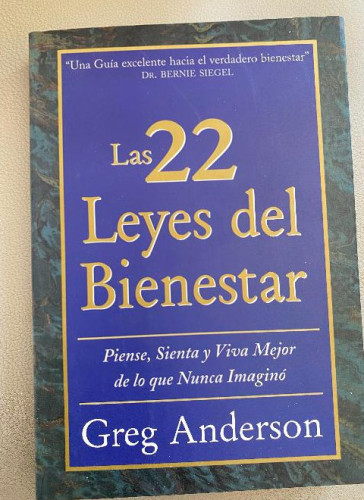 "Una Guía excelente hacia el verdadero bienestar"
DR. BERNIE SIEGEL
Las 22
Leyes del
Bienestar
Piense, Sienta y Viva Mejor
de lo que Nunca Imaginó
Greg Anderson